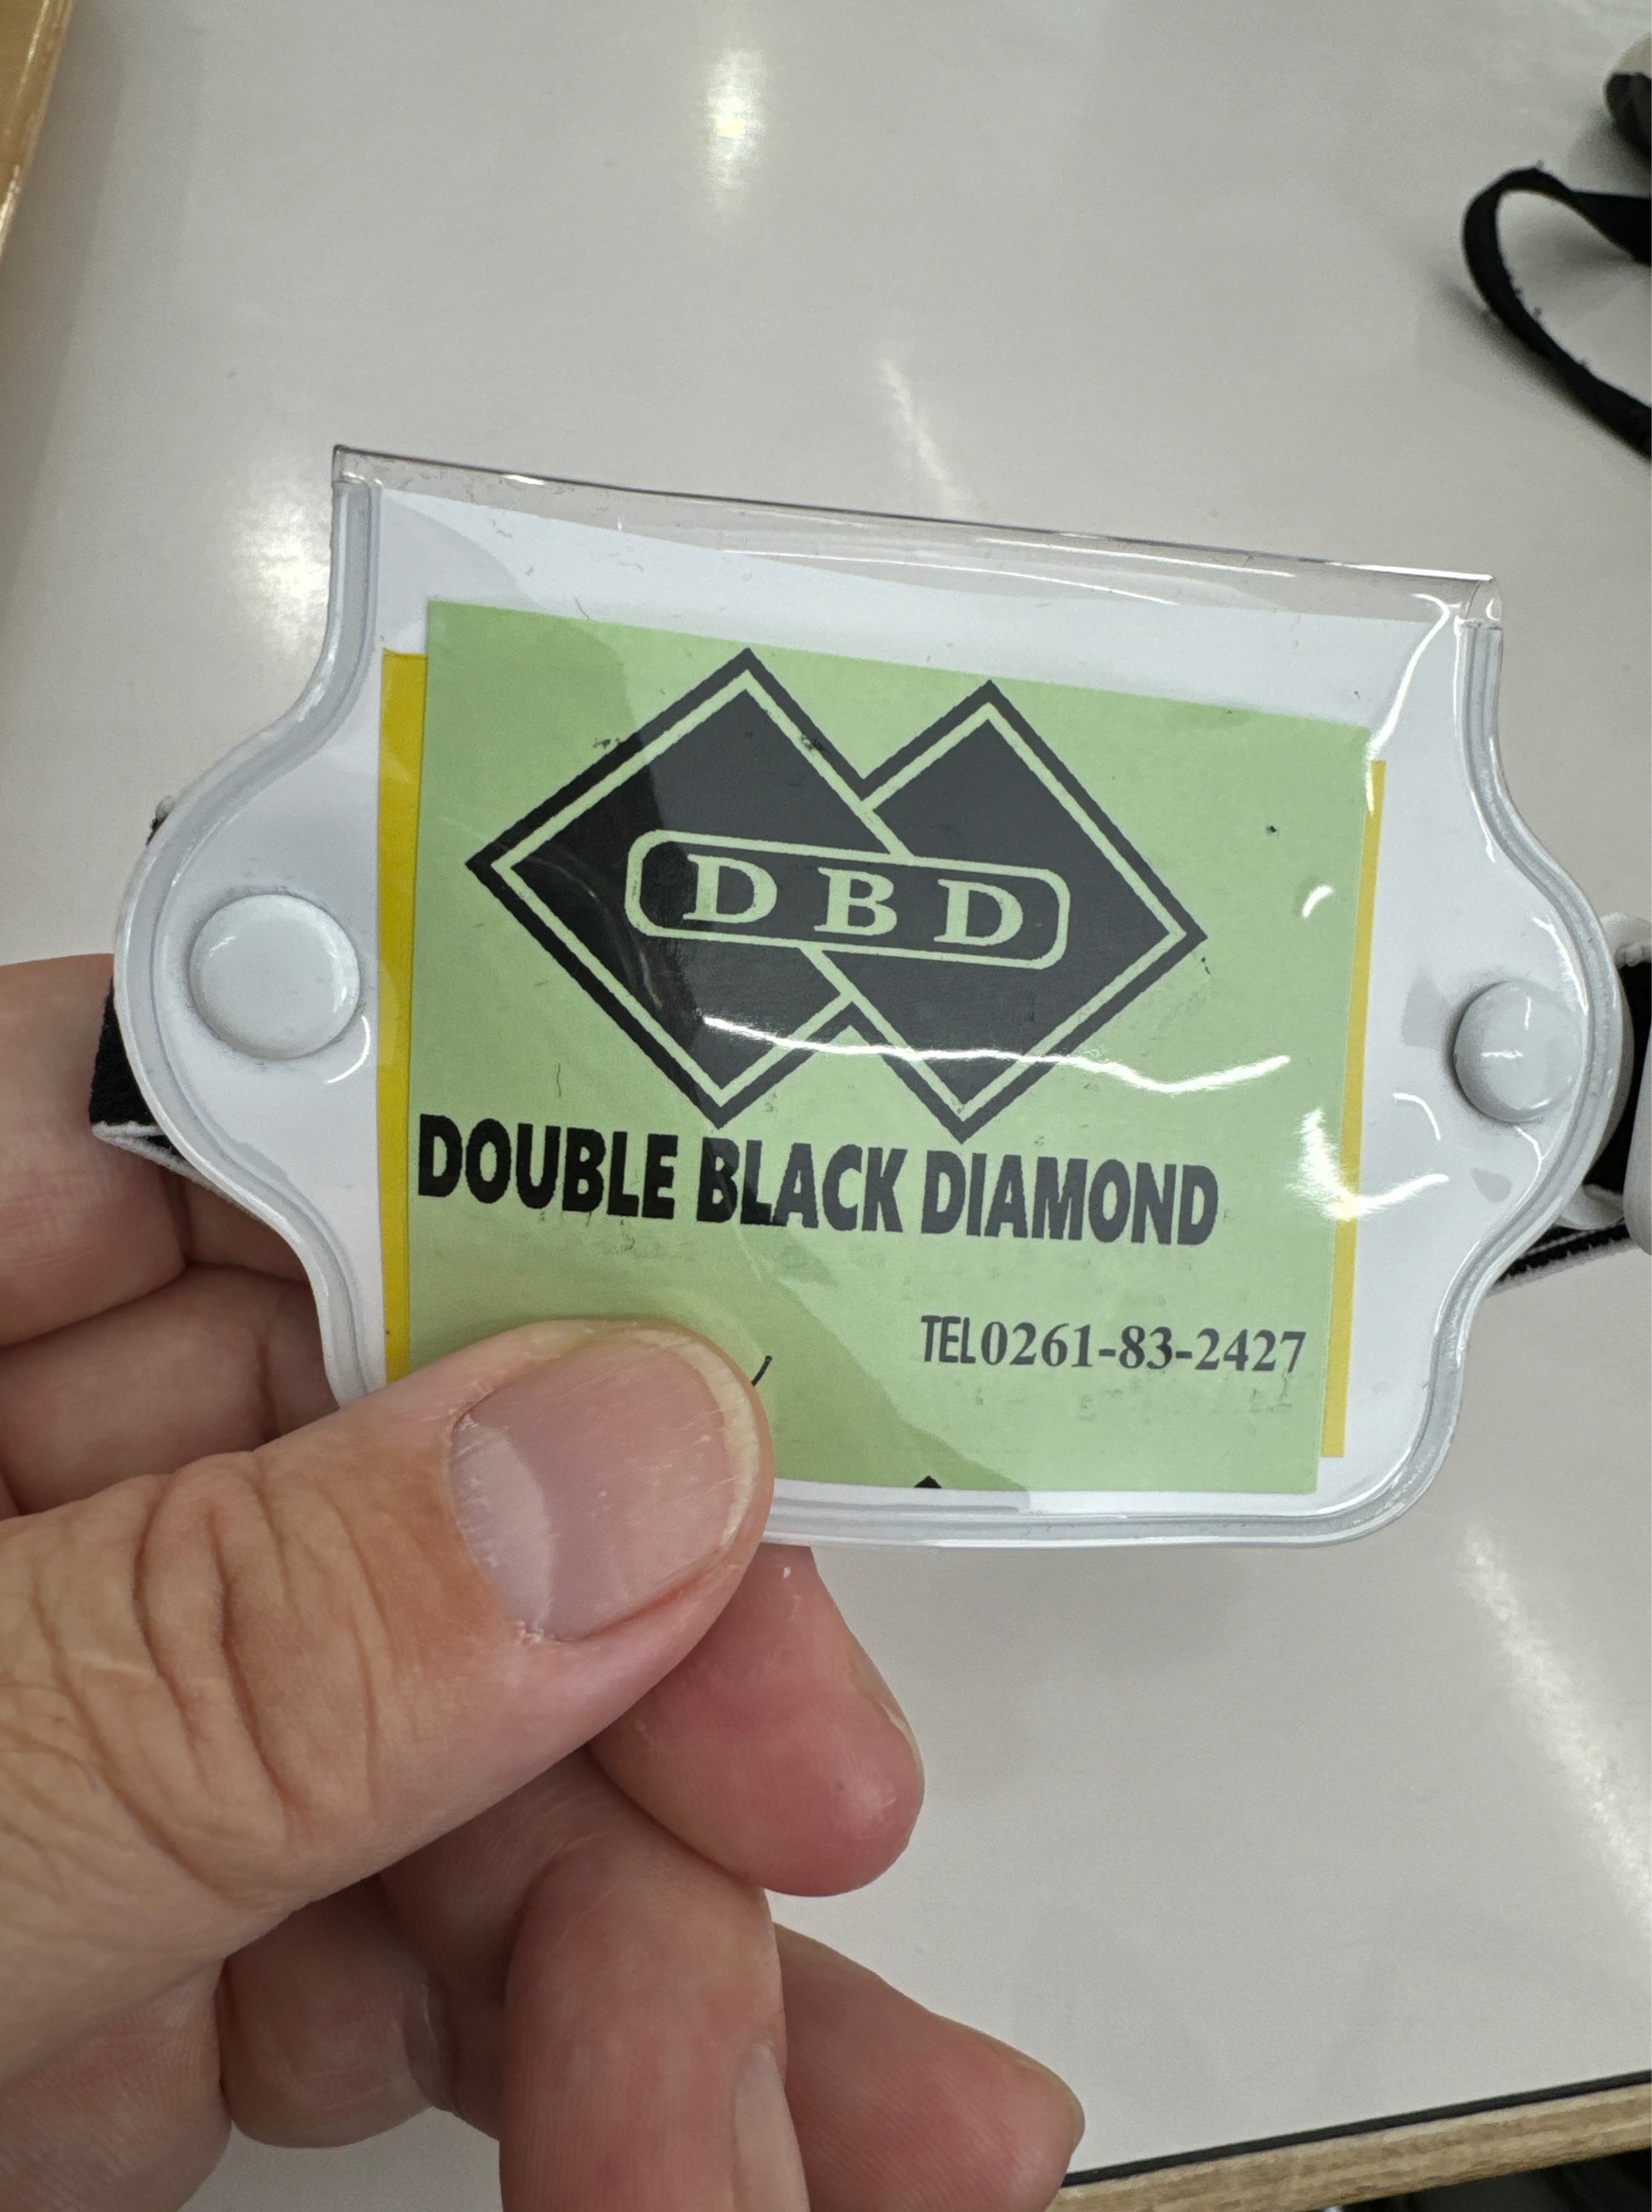 DBD
DOUBLE BLACK DIAMOND
TEL0261-83-2427